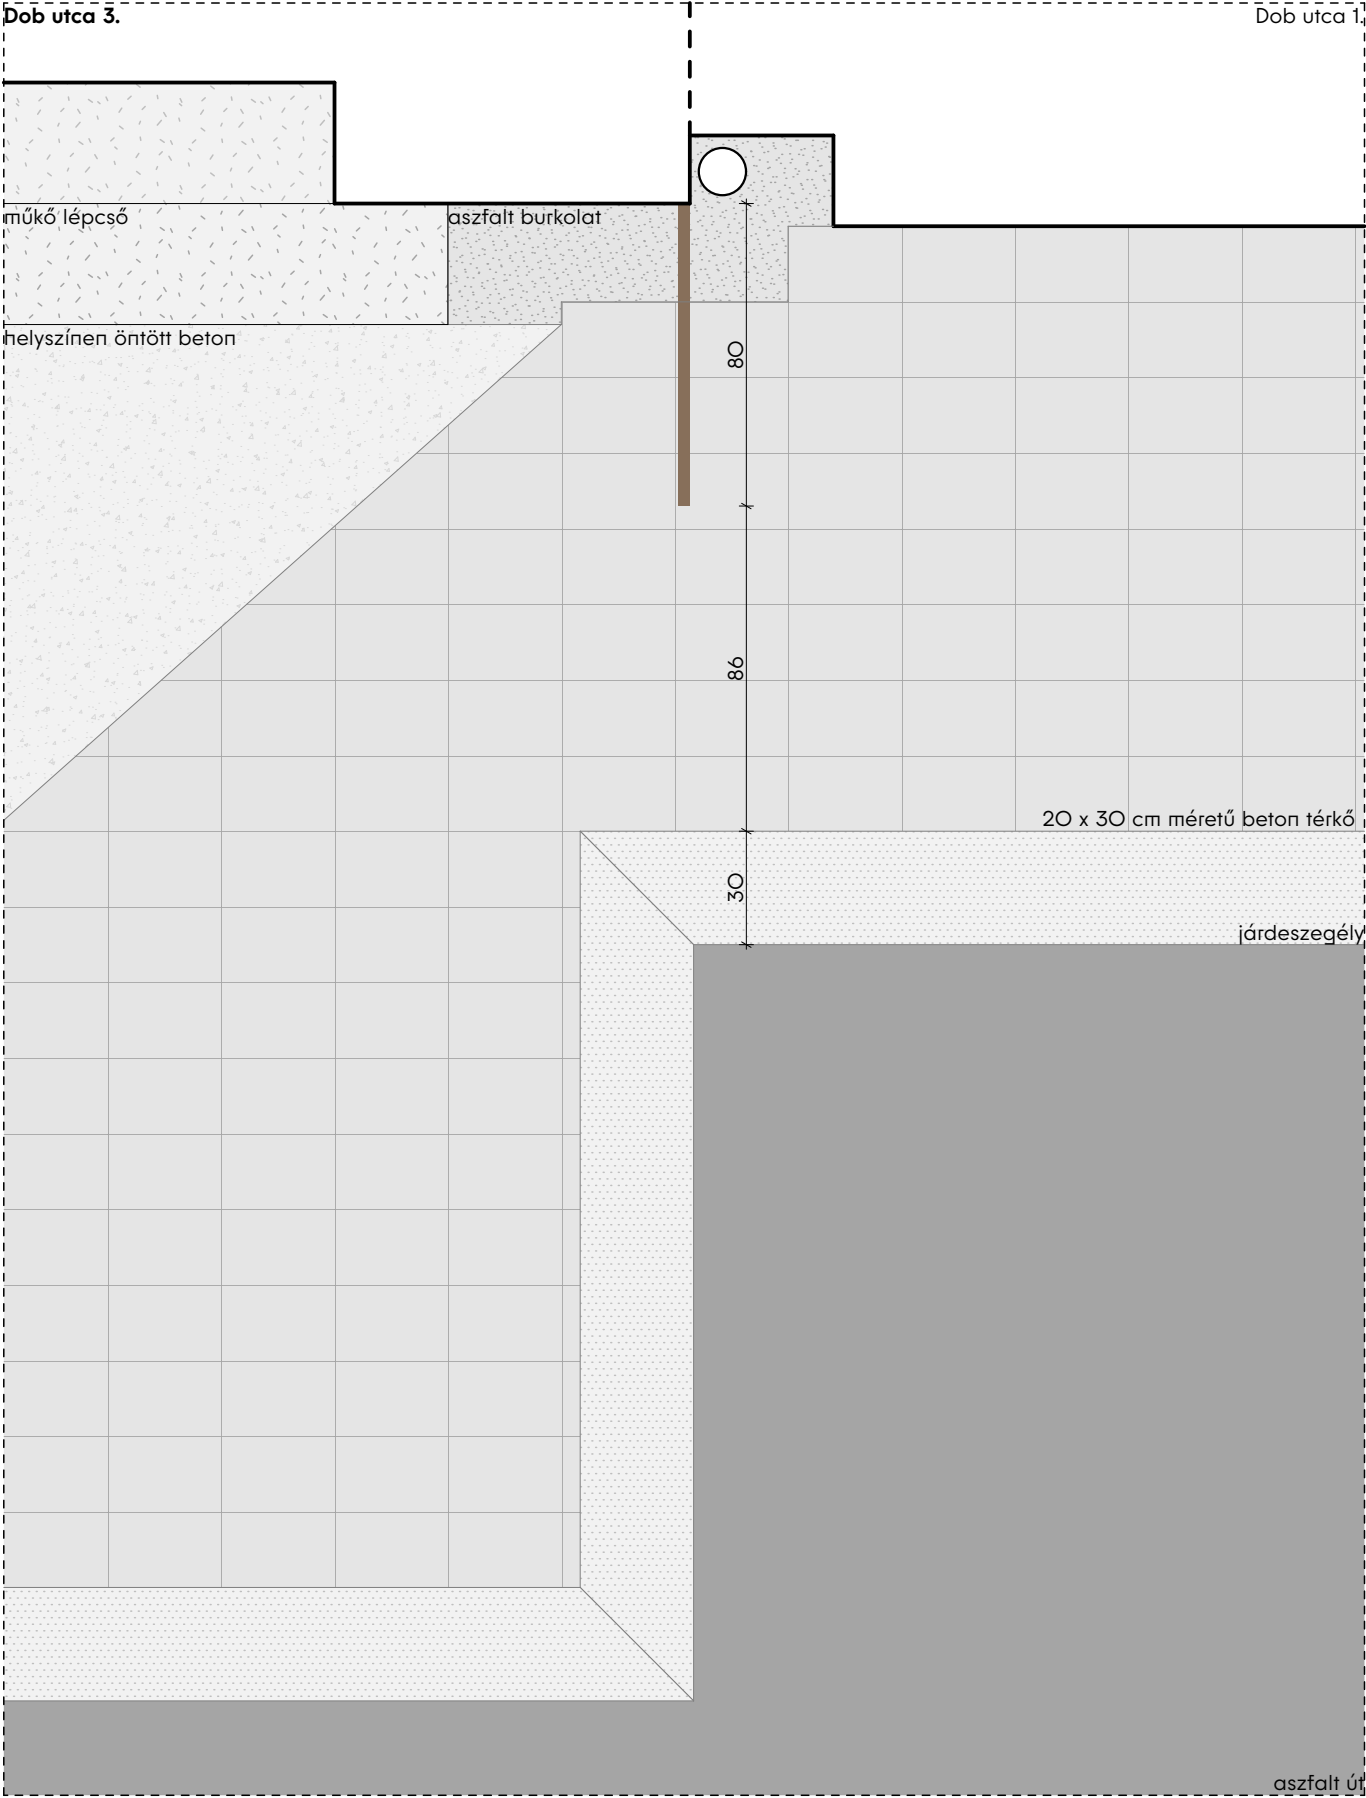 Dob utca 3.
Dob utca 1.
műkő lépcső
aszfalt burkolat
helyszínen öntött beton
80
86
20 x 30 cm méretű beton térkő
30
járdeszegély
aszfalt út